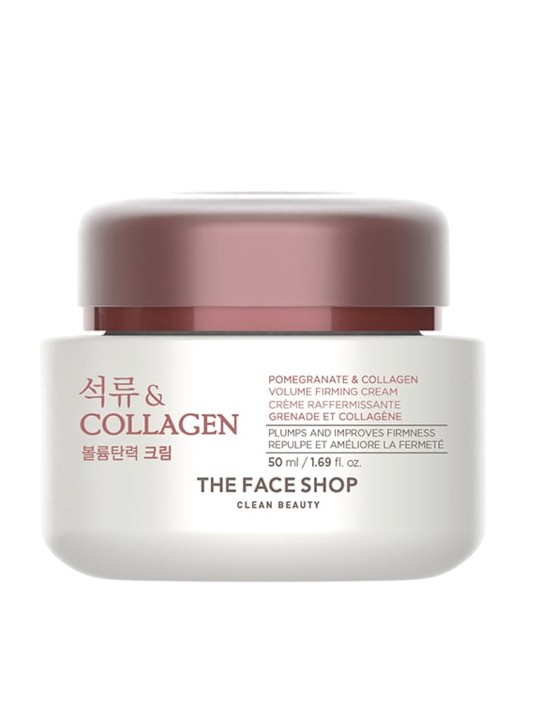 석류 &
COLLAGEN
볼륨탄력 크림
POMEGRANATE & COLLAGEN
VOLUME FIRMING CREAM
CRÈME RAFFERMISSANTE
GRENADE ET COLLAGÈNE
PLUMPS AND IMPROVES FIRMNESS
REPULPE ET AMÉLIORE LA FERMETÉ
50 ml / 1.69 fl. oz.
THE FACE SHOP
CLEAN BEAUTY